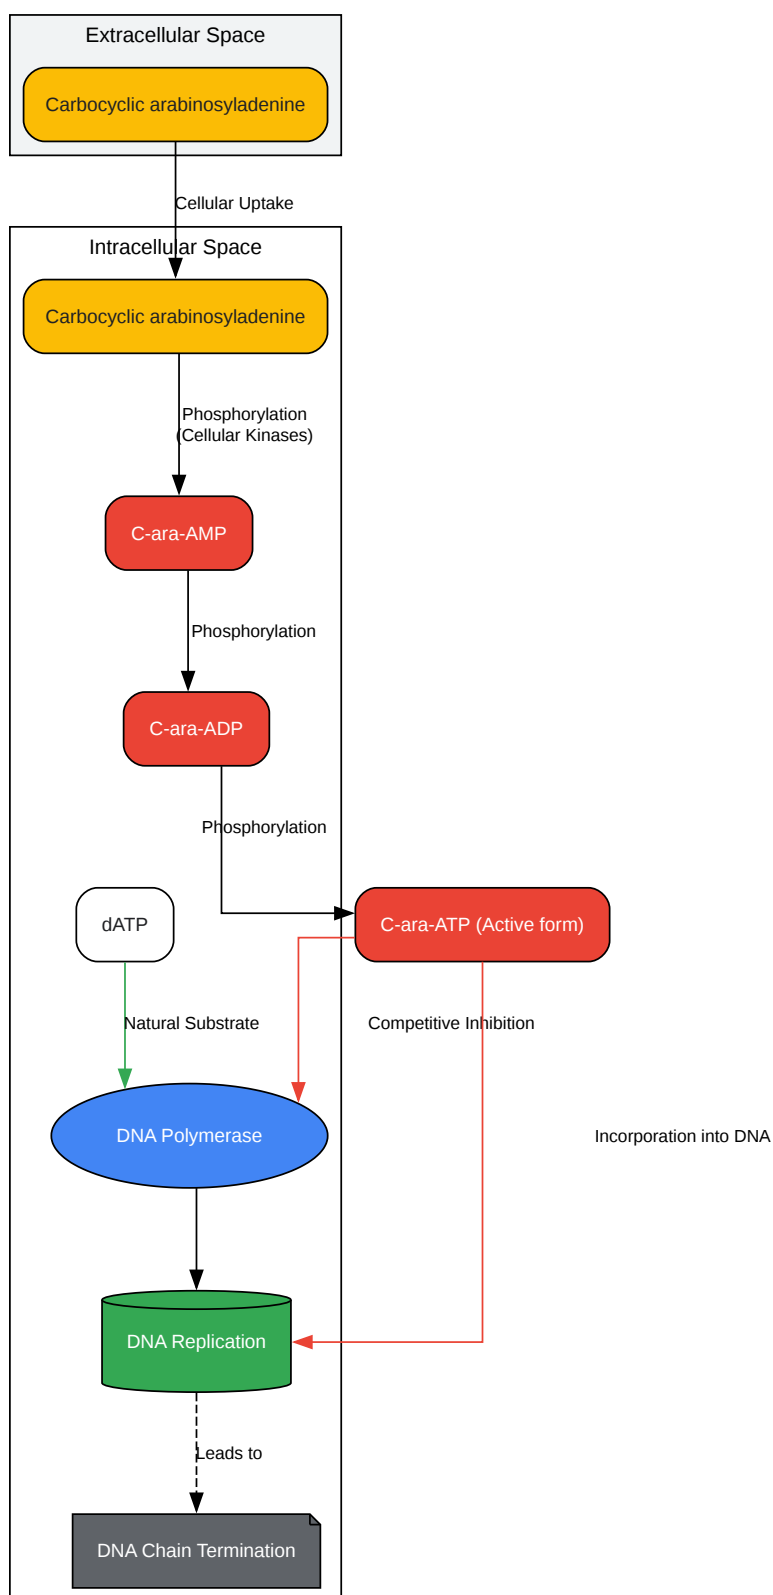 Extracellular Space
Carbocyclic arabinosyladenine
Cellular Uptake
Intracellular Space
Carbocyclic arabinosyladenine
Phosphorylation
(Cellular Kinases)
C-ara-AMP
Phosphorylation
C-ara-ADP
Phosphorylation
dATP
C-ara-ATP (Active form)
Natural Substrate
Competitive Inhibition
DNA Polymerase
Incorporation into DNA
DNA Replication
Leads to
DNA Chain Termination